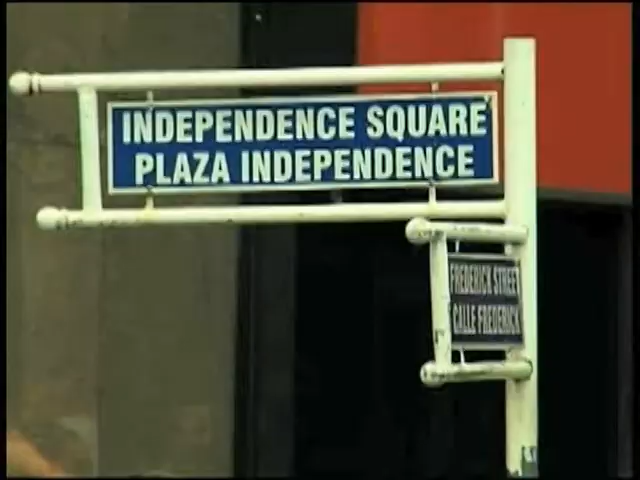 INDEPENDENCE SQUARE
PLAZA INDEPENDENCE
FREDERICK STREET
CALLE FREDERICK